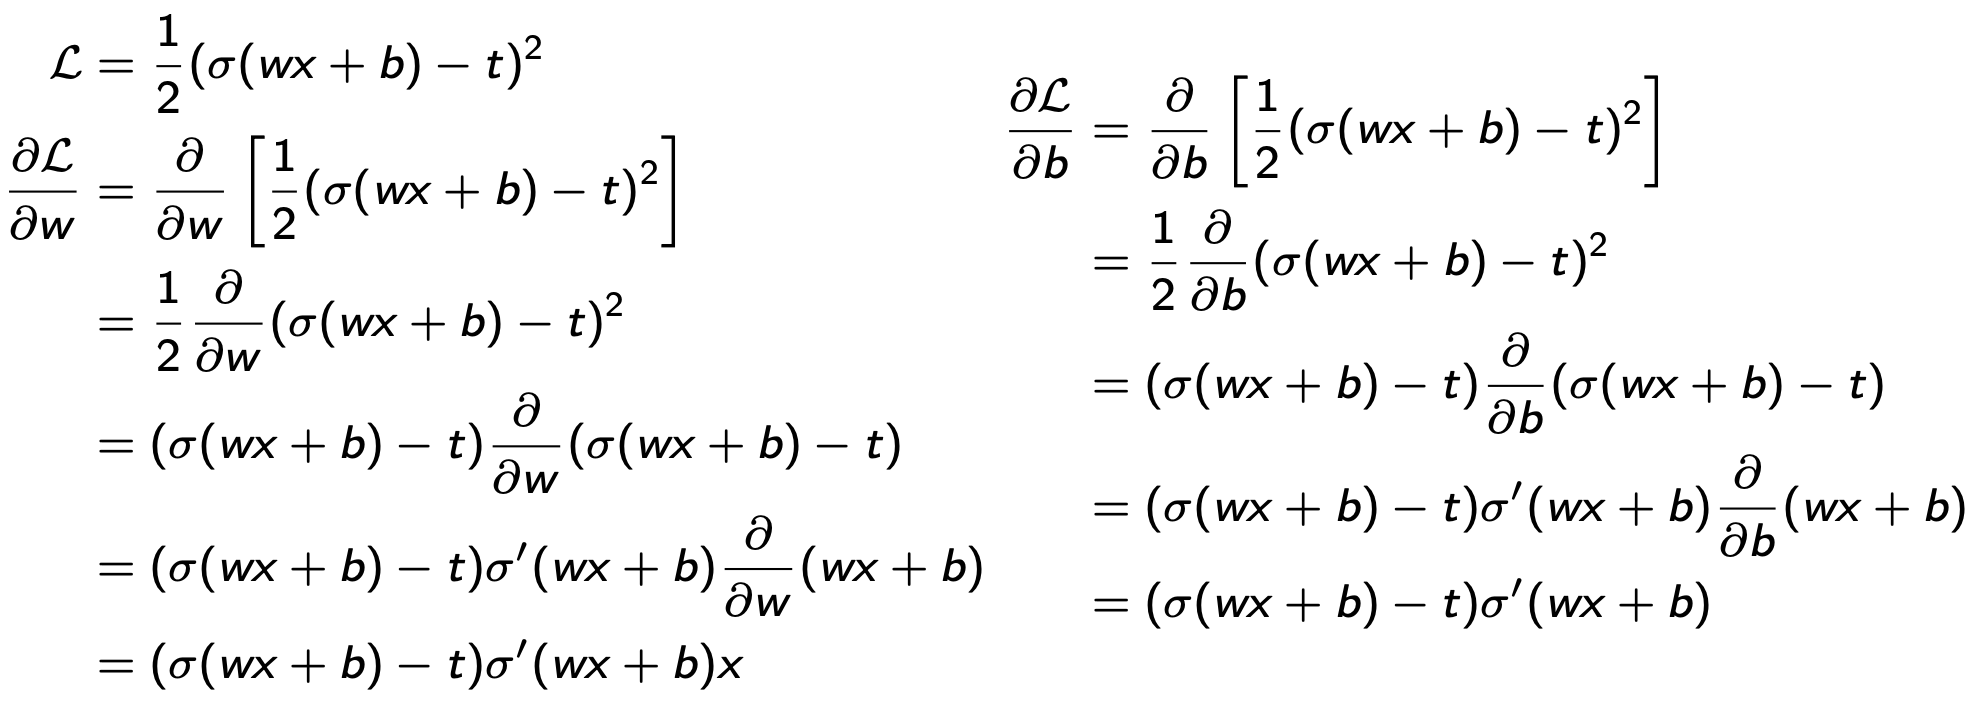 ℒ = 1/2 (σ(wx + b) − t)²
∂ℒ/∂w = ∂/∂w [1/2 (σ(wx + b) − t)²]
= 1/2 ∂/∂w (σ(wx + b) − t)²
= (σ(wx + b) − t) ∂/∂w (σ(wx + b) − t)
= (σ(wx + b) − t)σ′(wx + b) ∂/∂w (wx + b)
= (σ(wx + b) − t)σ′(wx + b)x
∂ℒ/∂b = ∂/∂b [1/2 (σ(wx + b) − t)²]
= 1/2 ∂/∂b (σ(wx + b) − t)²
= (σ(wx + b) − t) ∂/∂b (σ(wx + b) − t)
= (σ(wx + b) − t)σ′(wx + b) ∂/∂b (wx + b)
= (σ(wx + b) − t)σ′(wx + b)